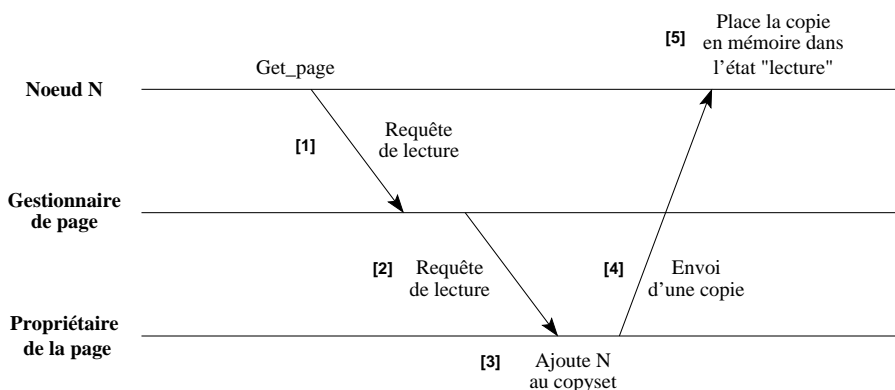 [5]
Place la copie
en mémoire dans
l'état "lecture"
Get_page
Noeud N
[1]
Requête
de lecture
Gestionnaire
de page
[2]
Requête
de lecture
[4]
Envoi
d'une copie
Propriétaire
de la page
[3]
Ajoute N
au copyset